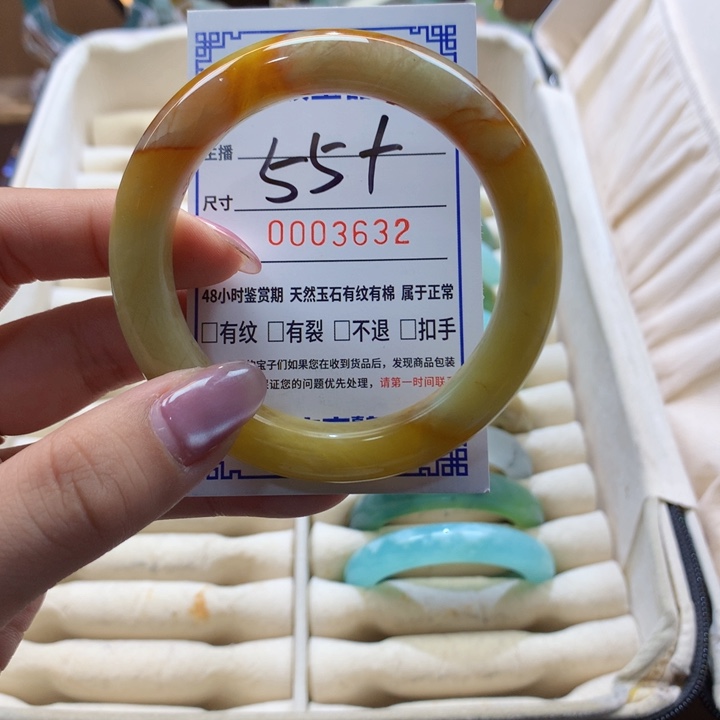 主播
55+
尺寸
0003632
48小时鉴赏期 天然玉石有纹有棉 属于正常
□有纹 □有裂 □不退 □扣手
宝子们如果您在收到货品后，发现商品包装
证您的问题优先处理，请第一时间联